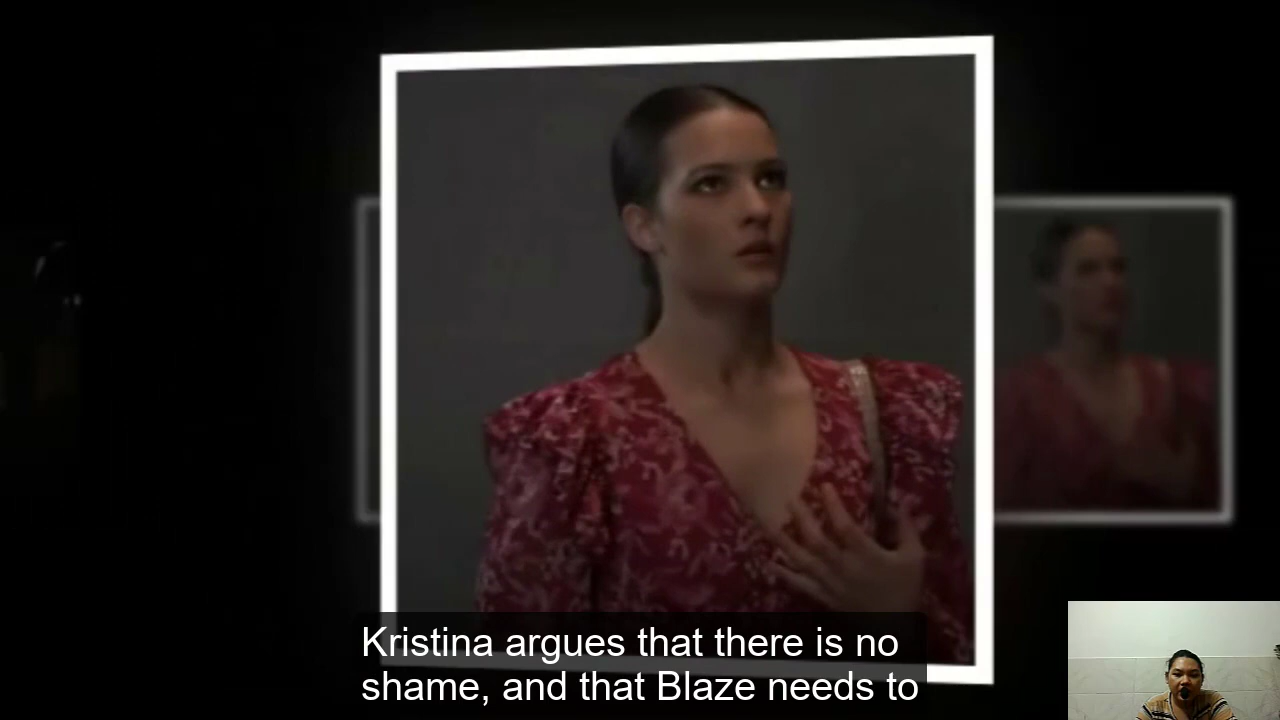 Kristina argues that there is no
shame, and that Blaze needs to